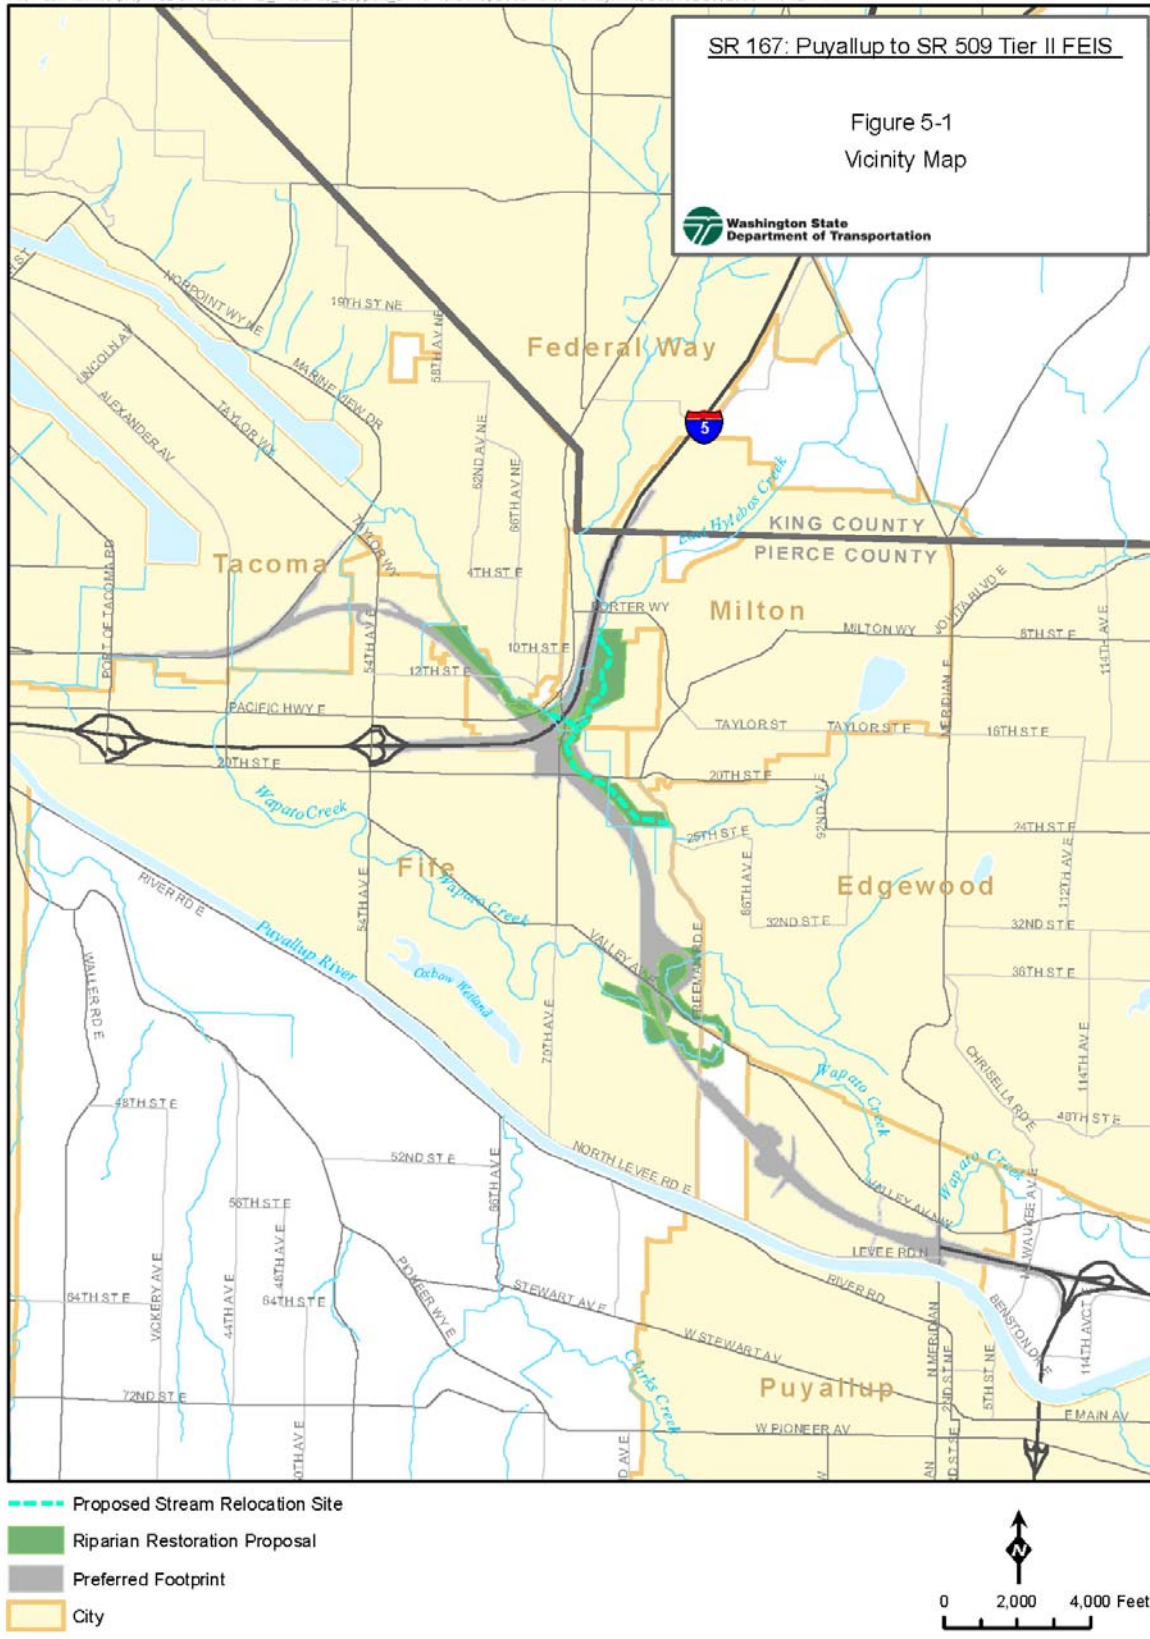 SR 167: Puyallup to SR 509 Tier II FEIS
Figure 5-1
Vicinity Map
Washington State
Department of Transportation
NORPOINT WY NE
19TH ST NE
58TH AV NE
Federal Way
LINCOLN AV
MARINE VIEW DR
ALEXANDER AV
TAYLOR WY
5
62ND AV NE
66TH AV NE
East Hylebos Creek
KING COUNTY
PIERCE COUNTY
TAYLOR WY
Tacoma
4TH ST E
PORT OF TACOMA RD
PORTER WY
Milton
JOVITA BLVD E
MILTON WY
8TH ST E
114TH AV E
54TH AV E
10TH ST E
12TH ST E
MERIDIAN E
PACIFIC HWY E
TAYLOR ST
TAYLOR ST E
16TH ST E
20TH ST E
20TH ST E
Wapato Creek
92ND AV E
25TH ST E
24TH ST E
Fife
86TH AV E
112TH AV E
Edgewood
RIVER RD E
54TH AV E
Wapato Creek
32ND ST E
32ND ST E
Puyallup River
VALLEY AV E
FREEMAN RD E
WALLER RD E
Oxbow Wetland
36TH ST E
70TH AV E
114TH AV E
CHRISELLA RD E
Wapato Creek
48TH ST E
48TH ST E
52ND ST E
66TH AV E
NORTH LEVEE RD E
Wapato Creek
VALLEY AV NW
MILWAUKEE AV E
56TH ST E
48TH AV E
LEVEE RD N
PIONEER WY E
VICKERY AV E
44TH AV E
64TH ST E
64TH ST E
STEWART AV E
RIVER RD
BENSTON DR E
114TH AV CT
W STEWART AV
N MERIDIAN
2ND ST NE
5TH ST NE
Clarks Creek
72ND ST E
Puyallup
E MAIN AV
W PIONEER AV
Proposed Stream Relocation Site
Riparian Restoration Proposal
Preferred Footprint
City
N
0 2,000 4,000 Feet